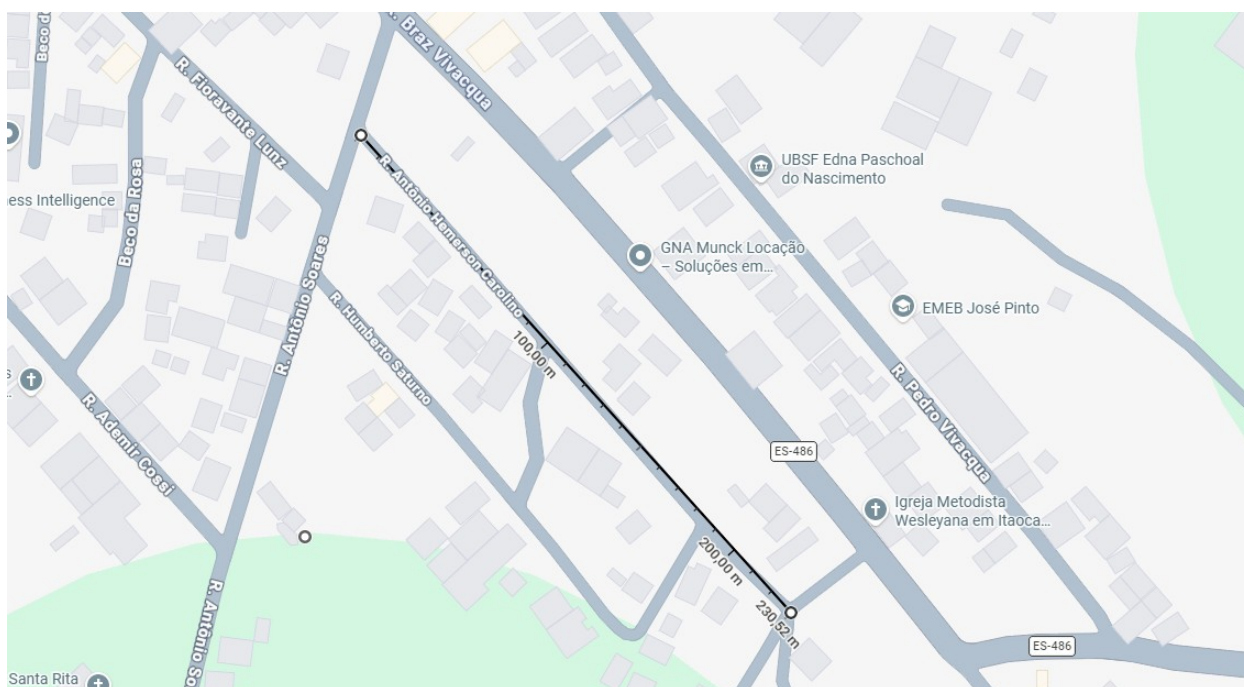 Beco da
R. Fioravante Lunz
R. Braz Vivacqua
R. Antônio Hemerson Carolino
UBSF Edna Paschoal
do Nascimento
ess Intelligence
Beco da Rosa
R. Antônio Soares
GNA Munck Locação
– Soluções em...
EMEB José Pinto
R. Humberto Saturno
100,00 m
R. Pedro Vivacqua
R. Ademir Cossi
ES-486
Igreja Metodista
Wesleyana em Itaoca...
200,00 m
230,52 m
R. Antônio So
ES-486
Santa Rita